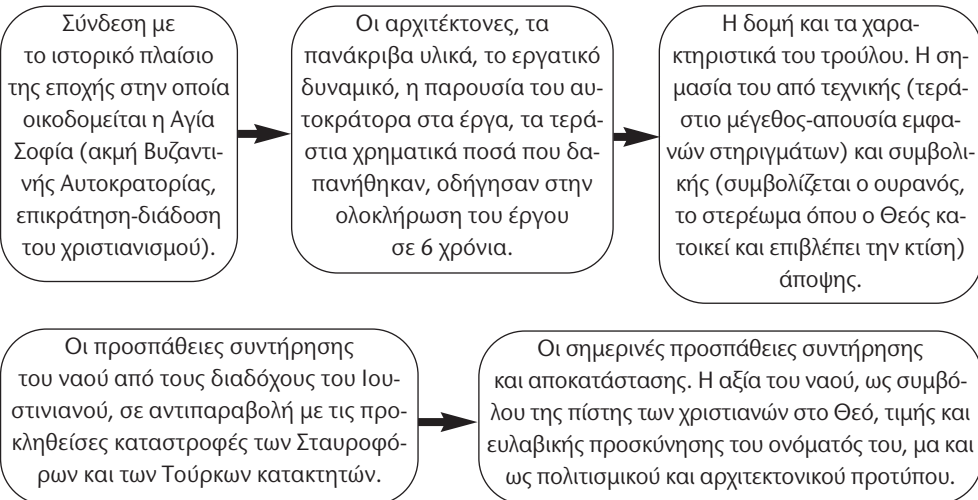 Σύνδεση με
το ιστορικό πλαίσιο
της εποχής στην οποία
οικοδομείται η Αγία
Σοφία (ακμή Βυζαντι-
νής Αυτοκρατορίας,
επικράτηση-διάδοση
του χριστιανισμού).
Οι αρχιτέκτονες, τα
πανάκριβα υλικά, το εργατικό
δυναμικό, η παρουσία του αυ-
τοκράτορα στα έργα, τα τερά-
στια χρηματικά ποσά που δα-
πανήθηκαν, οδήγησαν στην
ολοκλήρωση του έργου
σε 6 χρόνια.
Η δομή και τα χαρα-
κτηριστικά του τρούλου. Η ση-
μασία του από τεχνικής (τερά-
στιο μέγεθος-απουσία εμφα-
νών στηριγμάτων) και συμβολι-
κής (συμβολίζεται ο ουρανός,
το στερέωμα όπου ο Θεός κα-
τοικεί και επιβλέπει την κτίση)
άποψης.
Οι προσπάθειες συντήρησης
του ναού από τους διαδόχους του Ιου-
στινιανού, σε αντιπαραβολή με τις προ-
κληθείσες καταστροφές των Σταυροφό-
ρων και των Τούρκων κατακτητών.
Οι σημερινές προσπάθειες συντήρησης
και αποκατάστασης. Η αξία του ναού, ως συμβό-
λου της πίστης των χριστιανών στο Θεό, τιμής και
ευλαβικής προσκύνησης του ονόματός του, μα και
ως πολιτισμικού και αρχιτεκτονικού προτύπου.